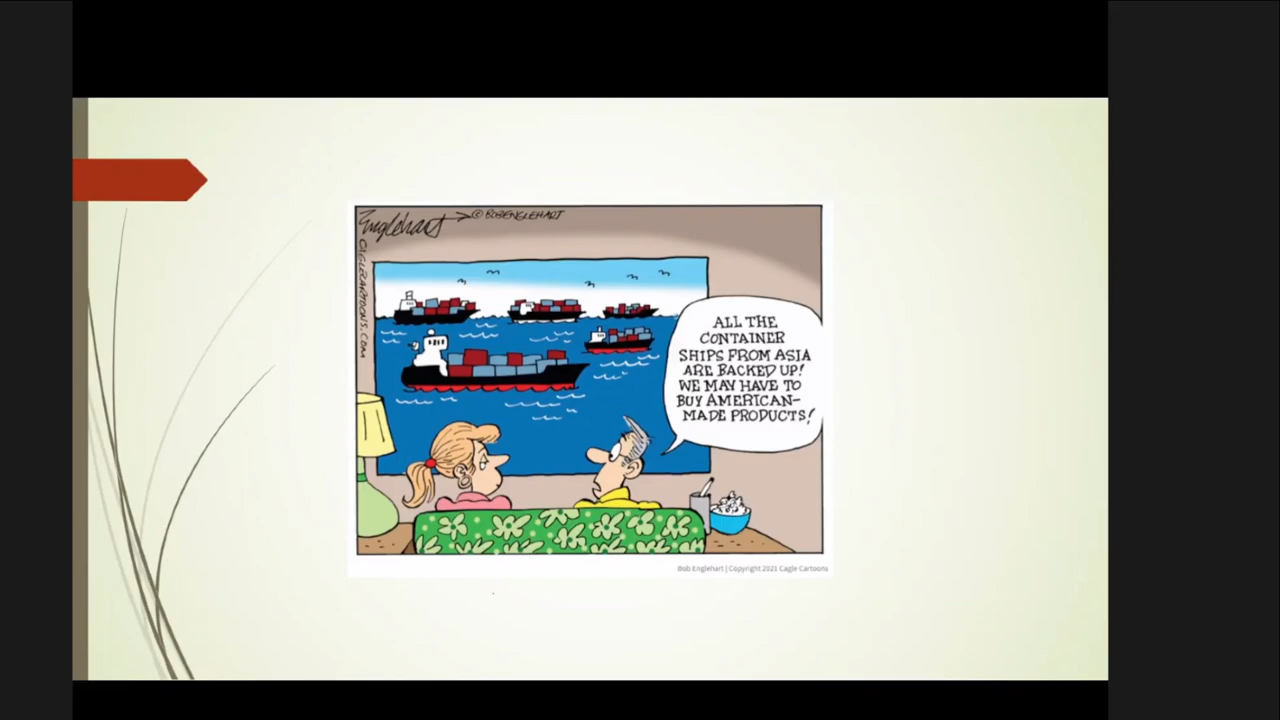 Englehart
© BOBENGLEHART
CAGLECARTOONS.COM
ALL THE
CONTAINER
SHIPS FROM ASIA
ARE BACKED UP!
WE MAY HAVE TO
BUY AMERICAN-
MADE PRODUCTS!
Bob Englehart | Copyright 2021 Cagle Cartoons